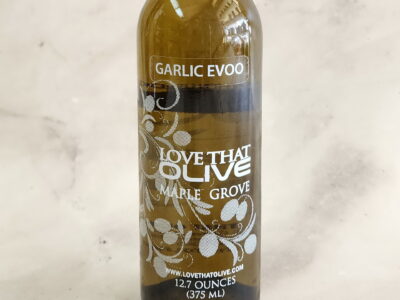 GARLIC EVOO
LOVE THAT
OLIVE
MAPLE GROVE
WWW.LOVETHATOLIVE.COM
12.7 OUNCES
(375 ML)